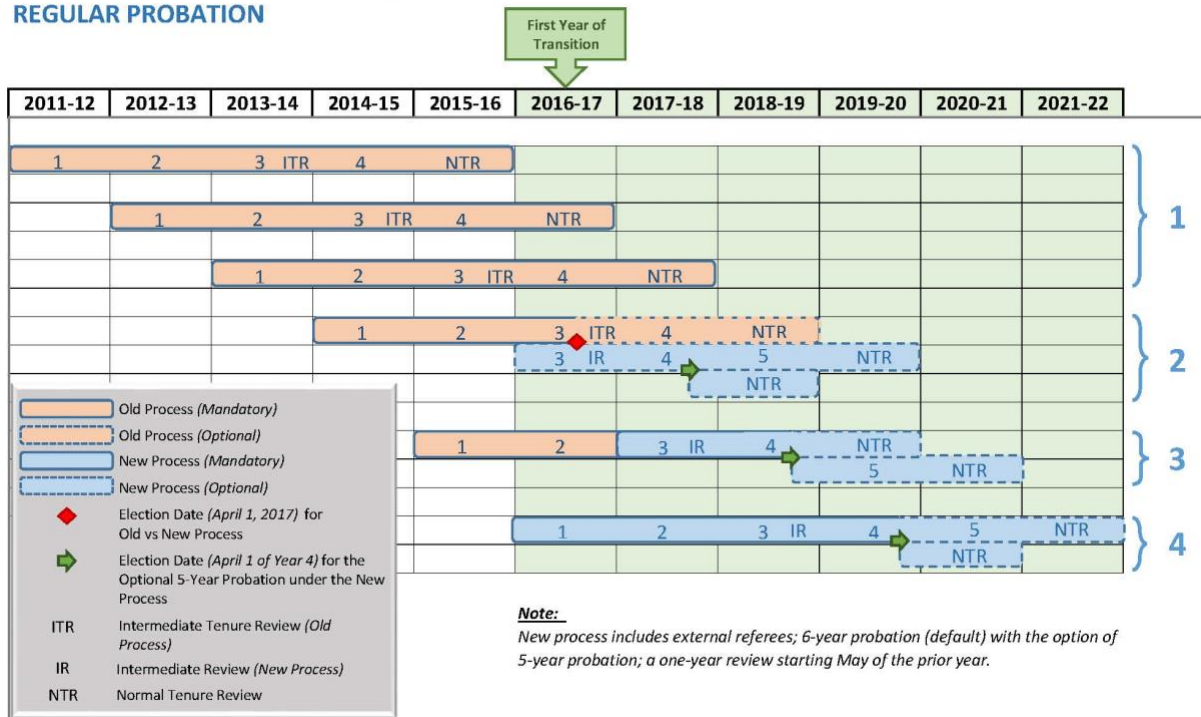 REGULAR PROBATION
First Year of
Transition
2011-12 2012-13 2013-14 2014-15 2015-16 2016-17 2017-18 2018-19 2019-20 2020-21 2021-22
1 2 3 ITR 4 NTR
1 2 3 ITR 4 NTR
1
1 2 3 ITR 4 NTR
1 2 3 ITR 4 NTR
3 IR 4 5 NTR
2
NTR
1 2 3 IR 4 NTR
3
5 NTR
1 2 3 IR 4 5 NTR
4
NTR
Old Process (Mandatory)
Old Process (Optional)
New Process (Mandatory)
New Process (Optional)
Election Date (April 1, 2017) for
Old vs New Process
Election Date (April 1 of Year 4) for the
Optional 5-Year Probation under the New
Process
ITR Intermediate Tenure Review (Old
Process)
IR Intermediate Review (New Process)
NTR Normal Tenure Review
Note:
New process includes external referees; 6-year probation (default) with the option of
5-year probation; a one-year review starting May of the prior year.